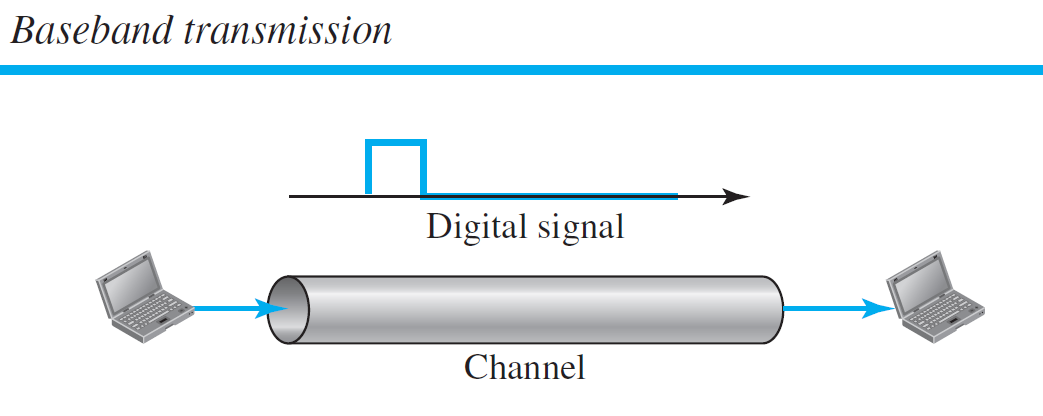 Baseband transmission
Digital signal
Channel